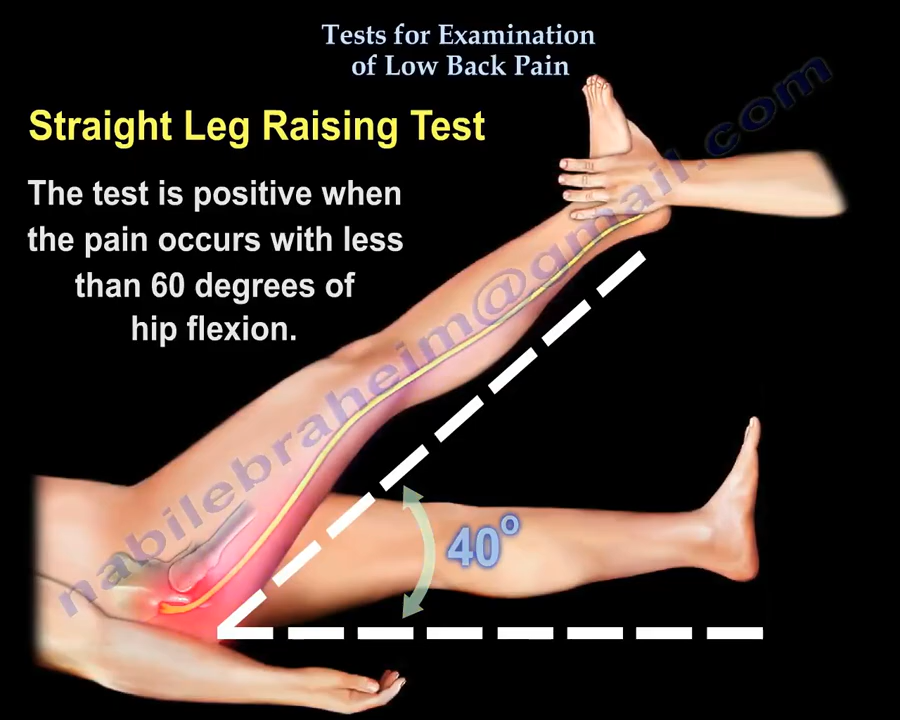 Tests for Examination
of Low Back Pain
Straight Leg Raising Test
The test is positive when
the pain occurs with less
than 60 degrees of
hip flexion.
40°
nabilebraheim@gmail.com